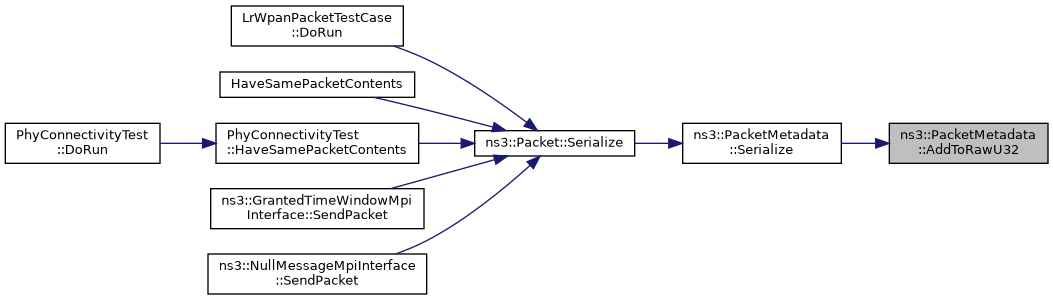 LrWpanPacketTestCase
::DoRun
HaveSamePacketContents
PhyConnectivityTest
::DoRun
PhyConnectivityTest
::HaveSamePacketContents
ns3::Packet::Serialize
ns3::PacketMetadata
::Serialize
ns3::PacketMetadata
::AddToRawU32
ns3::GrantedTimeWindowMpi
Interface::SendPacket
ns3::NullMessageMpiInterface
::SendPacket